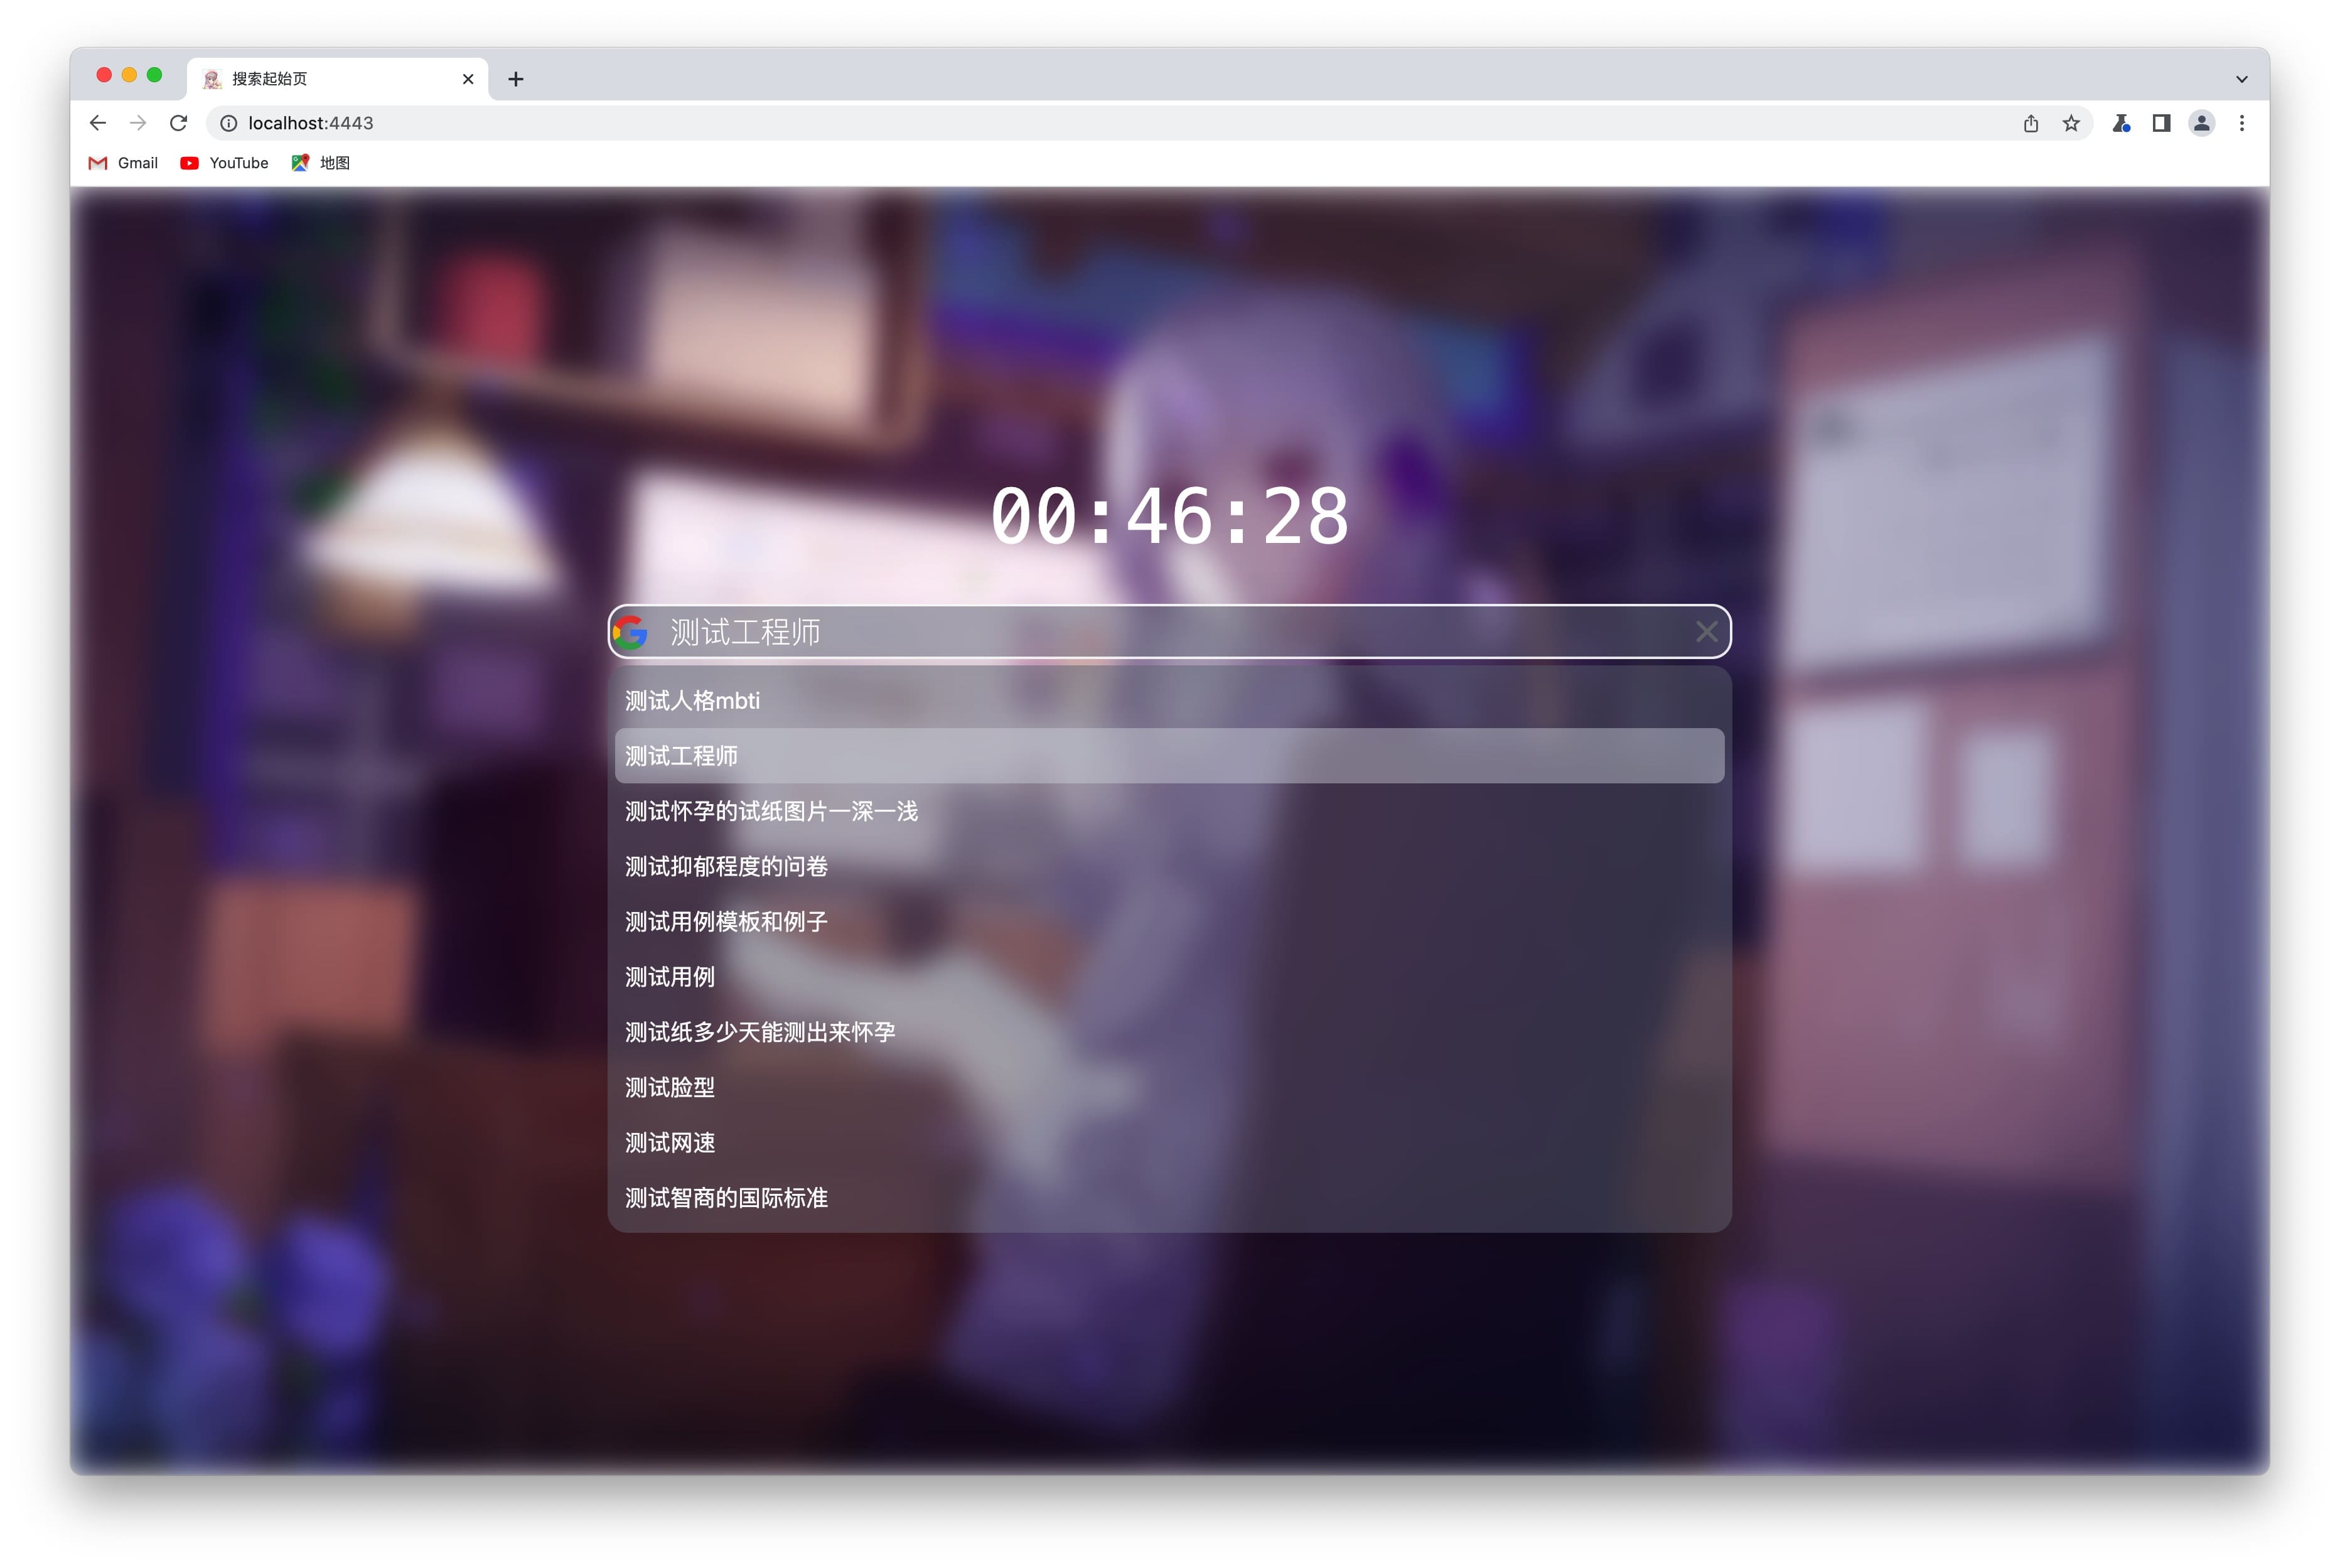 搜索起始页
localhost:4443
Gmail YouTube 地图
00:46:28
测试工程师
测试人格mbti
测试工程师
测试怀孕的试纸图片一深一浅
测试抑郁程度的问卷
测试用例模板和例子
测试用例
测试纸多少天能测出来怀孕
测试脸型
测试网速
测试智商的国际标准